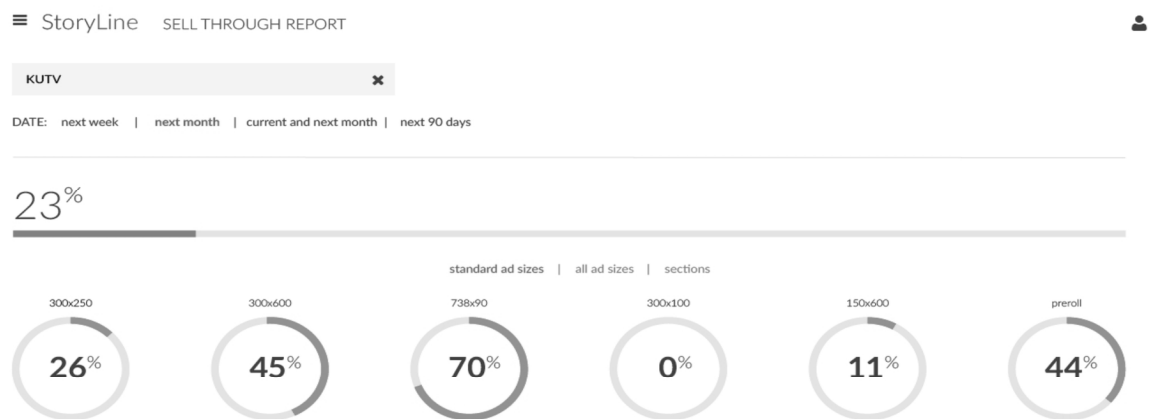 StoryLine SELL THROUGH REPORT
KUTV
DATE: next week | next month | current and next month | next 90 days
23%
standard ad sizes | all ad sizes | sections
300x250 300x600 738x90 300x100 150x600 preroll
26% 45% 70% 0% 11% 44%